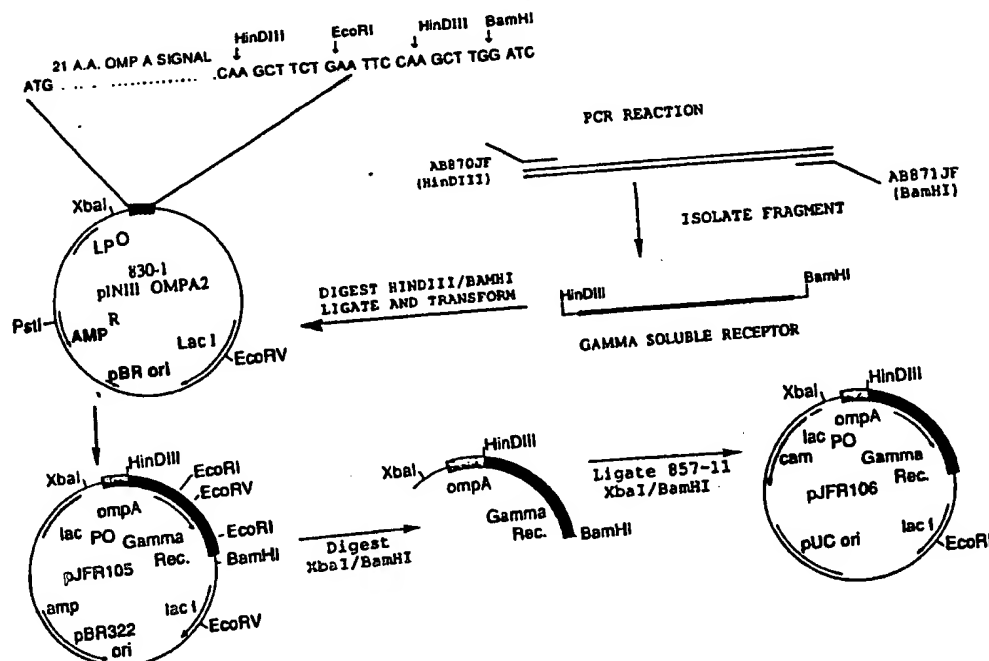 HinDIII
EcoRI
HinDIII
BamHI
21 A.A. OMP A SIGNAL
ATG . . .. ............... .CAA GCT TCT GAA TTC CAA GCT TGG ATC
PCR REACTION
AB870JF
(HinDIII)
AB871JF
(BamHI)
ISOLATE FRAGMENT
XbaI
LPO
830-1
pINIII OMPA2
PstI
AMP R
Lac I
pBR ori
EcoRV
DIGEST HINDIII/BAMHI
LIGATE AND TRANSFORM
HinDIII
BamHI
GAMMA SOLUBLE RECEPTOR
XbaI
HinDIII
EcoRI
EcoRV
ompA
lac PO
Gamma
Rec.
EcoRI
BamHI
pJFR105
amp
lac I
pBR322
ori
EcoRV
Digest
XbaI/BamHI
XbaI
HinDIII
ompA
Gamma
Rec.
BamHI
Ligate 857-11
XbaI/BamHI
XbaI
HinDIII
ompA
lac PO
cam
Gamma
Rec.
pJFR106
lac I
pUC ori
EcoR